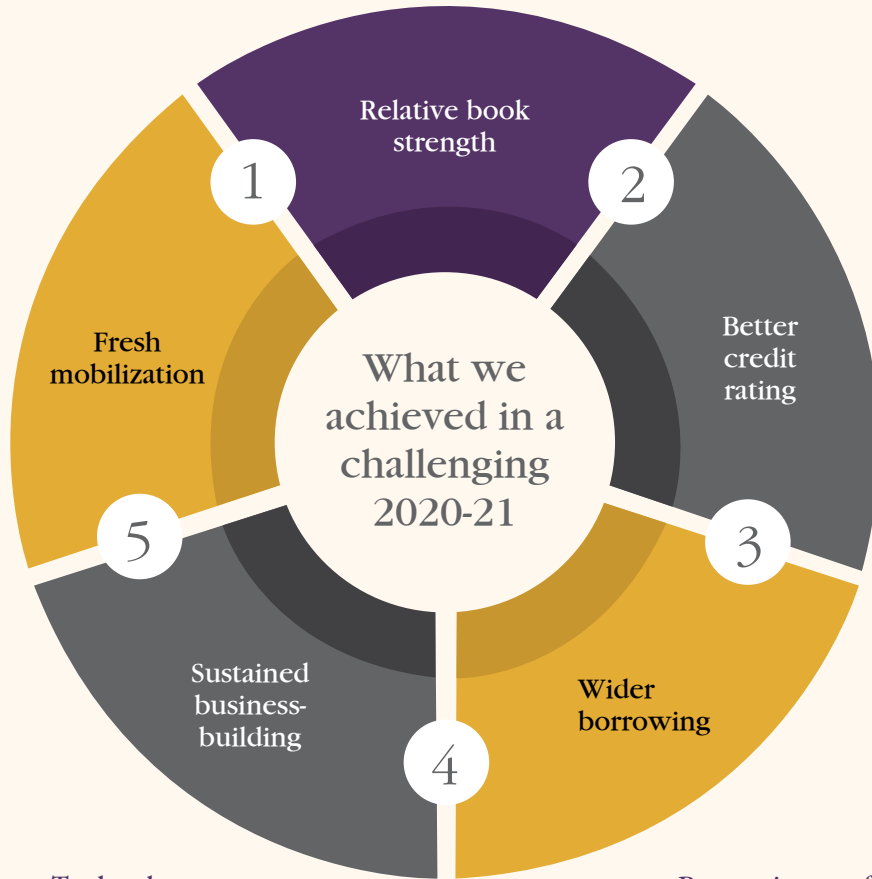 Relative book
strength
1
2
Better
credit
rating
Fresh
mobilization
What we
achieved in a
challenging
2020-21
5
3
Sustained
business-
building
Wider
borrowing
4